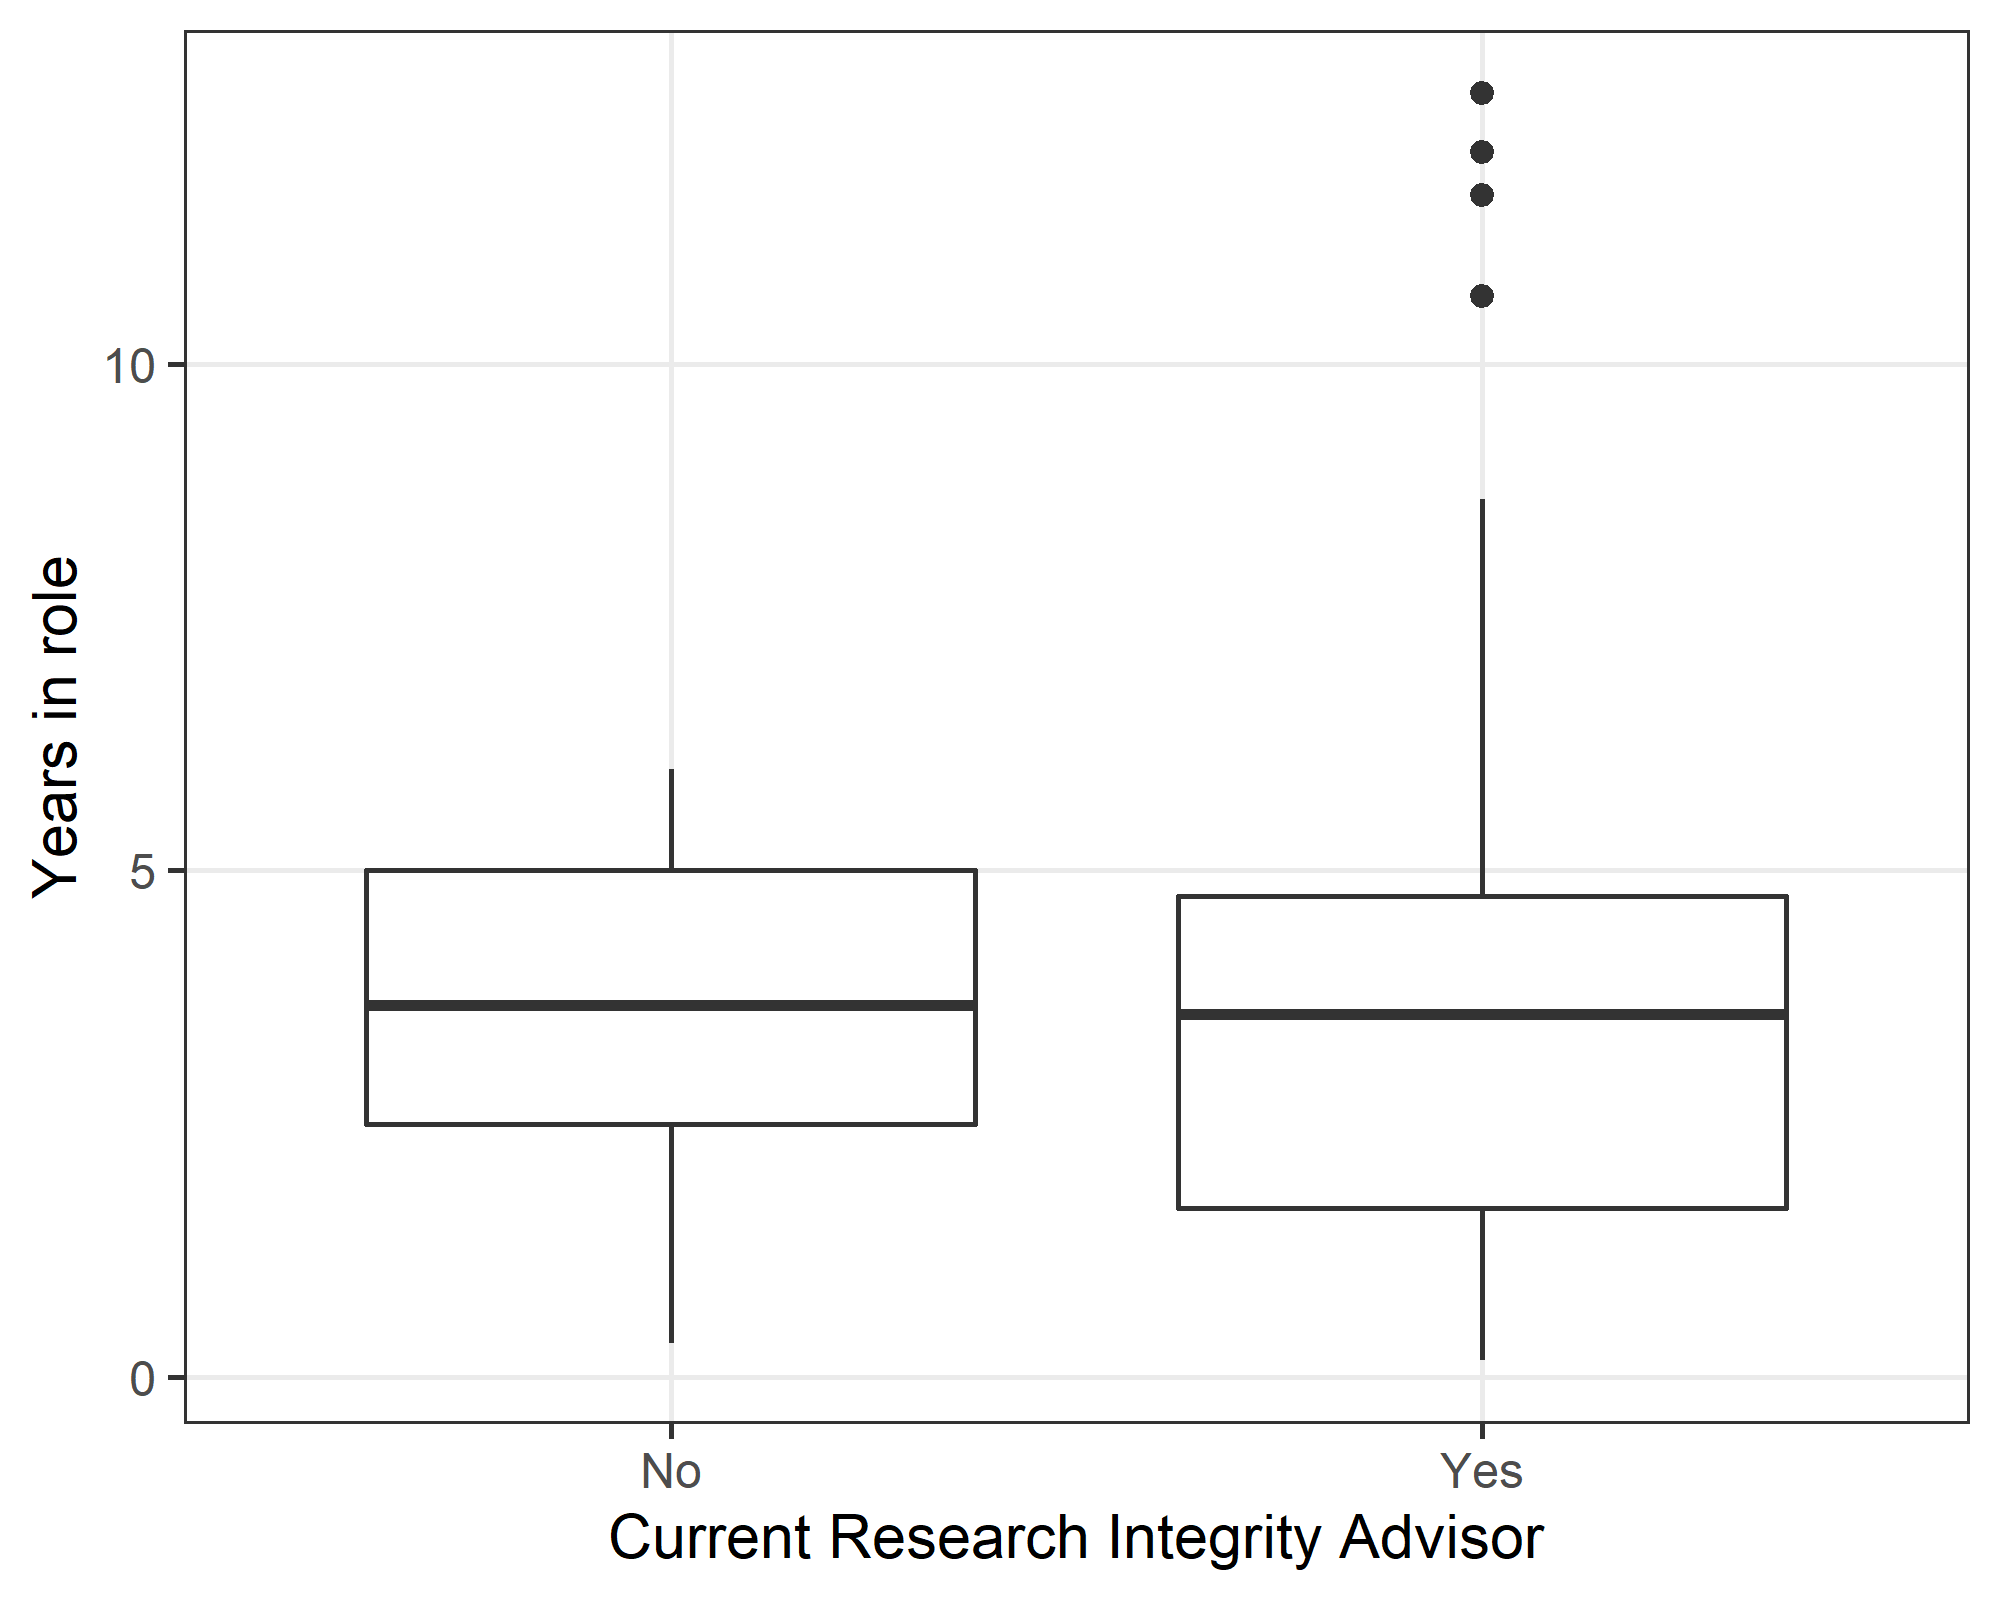 Years in role
10
5
0
No
Yes
Current Research Integrity Advisor